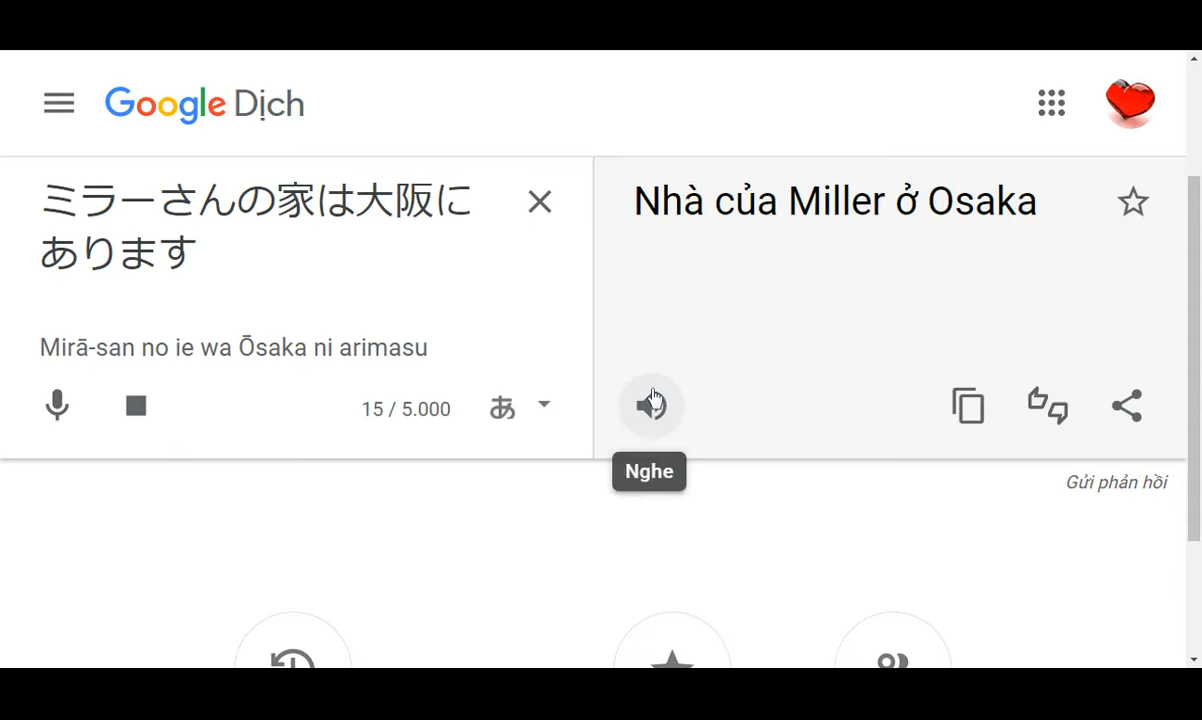 Google Dịch
ミラーさんの家は大阪に
あります
Mirā-san no ie wa Ōsaka ni arimasu
15 / 5.000
あ
Nhà của Miller ở Osaka
Nghe
Gửi phản hồi